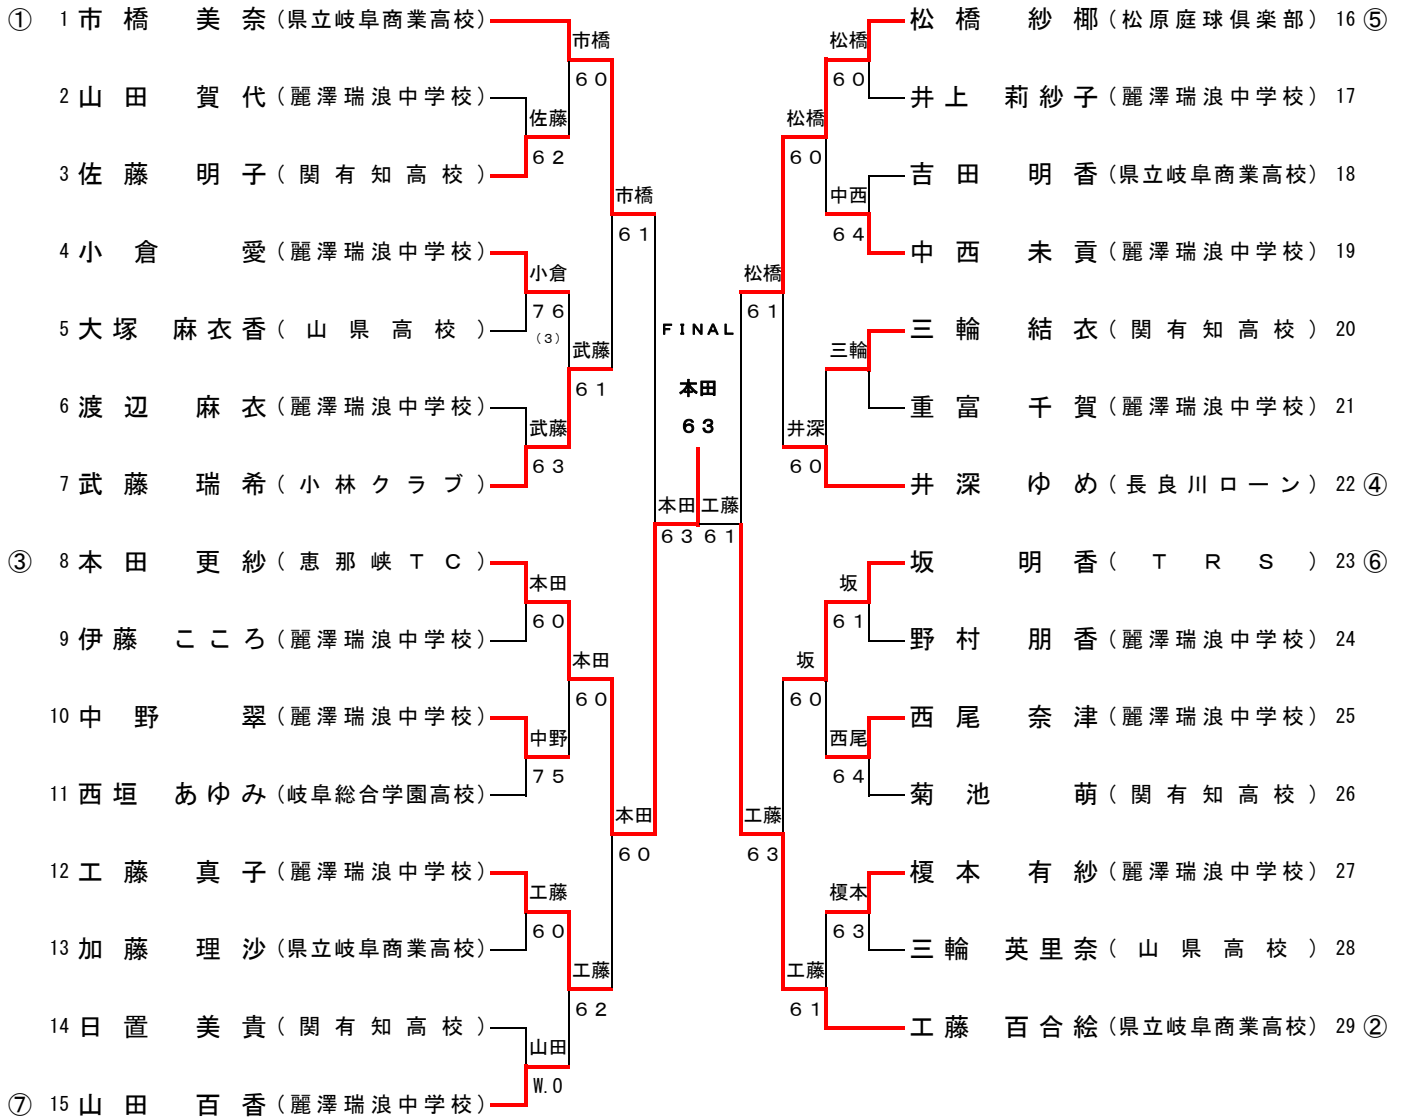 ① 1 市橋 美奈 (県立岐阜商業高校)
2 山田 賀代 (麗澤瑞浪中学校)
3 佐藤 明子 (関有知高校)
4 小倉 愛 (麗澤瑞浪中学校)
5 大塚 麻衣香 (山県高校)
6 渡辺 麻衣 (麗澤瑞浪中学校)
7 武藤 瑞希 (小林クラブ)
③ 8 本田 更紗 (恵那峡TC)
9 伊藤 こころ (麗澤瑞浪中学校)
10 中野 翠 (麗澤瑞浪中学校)
11 西垣 あゆみ (岐阜総合学園高校)
12 工藤 真子 (麗澤瑞浪中学校)
13 加藤 理沙 (県立岐阜商業高校)
14 日置 美貴 (関有知高校)
⑦ 15 山田 百香 (麗澤瑞浪中学校)
佐藤
62
小倉
76
(3)
武藤
63
本田
60
中野
75
工藤
60
山田
W.0
市橋
60
武藤
61
本田
60
工藤
62
市橋
61
本田
60
本田
63
FINAL
本田
63
工藤
61
松橋
61
工藤
63
松橋
60
井深
60
坂
60
工藤
61
松橋
60
中西
64
三輪
坂
61
西尾
64
榎本
63
松橋 紗椰 (松原庭球倶楽部) 16 ⑤
井上 莉紗子 (麗澤瑞浪中学校) 17
吉田 明香 (県立岐阜商業高校) 18
中西 未貢 (麗澤瑞浪中学校) 19
三輪 結衣 (関有知高校) 20
重富 千賀 (麗澤瑞浪中学校) 21
井深 ゆめ (長良川ローン) 22 ④
坂 明香 (TRS) 23 ⑥
野村 朋香 (麗澤瑞浪中学校) 24
西尾 奈津 (麗澤瑞浪中学校) 25
菊池 萌 (関有知高校) 26
榎本 有紗 (麗澤瑞浪中学校) 27
三輪 英里奈 (山県高校) 28
工藤 百合絵 (県立岐阜商業高校) 29 ②